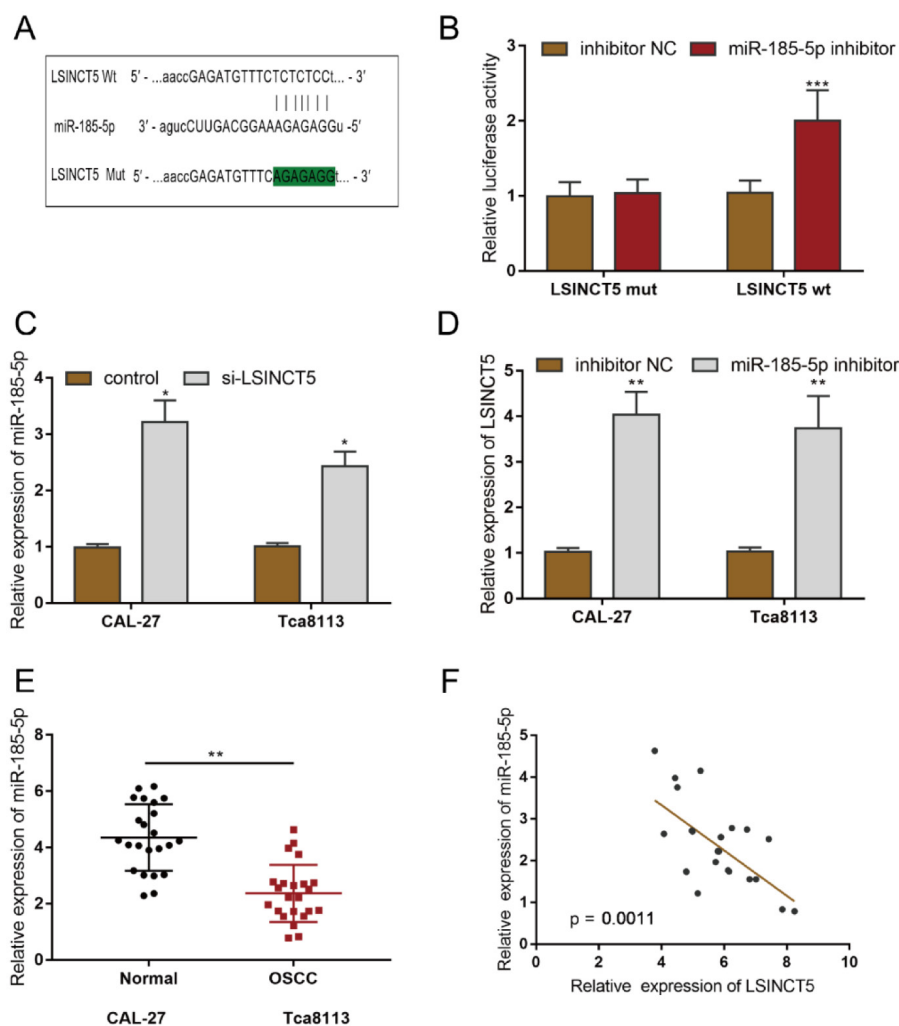 A
LSINCT5 Wt 5′ - ...aaccGAGATGTTTCTCTCTCCt... - 3′
miR-185-5p 3′ - agucCUUGACGGAAAGAGAGGu -5′
LSINCT5 Mut 5′ - ...aaccGAGATGTTTCAGAGAGGt... - 3′
B
inhibitor NC miR-185-5p inhibitor
Relative luciferase activity
3
2
1
0
***
LSINCT5 mut LSINCT5 wt
C
control si-LSINCT5
Relative expression of miR-185-5p
4
3
2
1
0
*
*
CAL-27 Tca8113
D
inhibitor NC miR-185-5p inhibitor
Relative expression of LSINCT5
5
4
3
2
1
0
**
**
CAL-27 Tca8113
E
Relative expression of miR-185-5p
8
6
4
2
0
**
Normal OSCC
CAL-27 Tca8113
F
Relative expression of miR-185-5p
5
4
3
2
1
0
p = 0.0011
0 2 4 6 8 10
Relative expression of LSINCT5